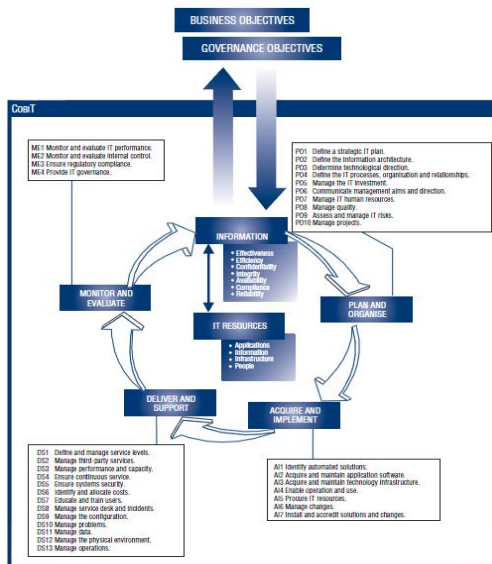 BUSINESS OBJECTIVES
GOVERNANCE OBJECTIVES
COBIT
ME1 Monitor and evaluate IT performance.
ME2 Monitor and evaluate internal control.
ME3 Ensure regulatory compliance.
ME4 Provide IT governance.
PO1 Define a strategic IT plan.
PO2 Define the information architecture.
PO3 Determine technological direction.
PO4 Define the IT processes, organisation and relationships.
PO5 Manage the IT investment.
PO6 Communicate management aims and direction.
PO7 Manage IT human resources.
PO8 Manage quality.
PO9 Assess and manage IT risks.
PO10 Manage projects.
INFORMATION
• Effectiveness
• Efficiency
• Confidentiality
• Integrity
• Availability
• Compliance
• Reliability
MONITOR AND
EVALUATE
PLAN AND
ORGANISE
IT RESOURCES
• Applications
• Information
• Infrastructure
• People
DELIVER AND
SUPPORT
ACQUIRE AND
IMPLEMENT
DS1 Define and manage service levels.
DS2 Manage third-party services.
DS3 Manage performance and capacity.
DS4 Ensure continuous service.
DS5 Ensure systems security.
DS6 Identify and allocate costs.
DS7 Educate and train users.
DS8 Manage service desk and incidents.
DS9 Manage the configuration.
DS10 Manage problems.
DS11 Manage data.
DS12 Manage the physical environment.
DS13 Manage operations.
AI1 Identify automated solutions.
AI2 Acquire and maintain application software.
AI3 Acquire and maintain technology infrastructure.
AI4 Enable operation and use.
AI5 Procure IT resources.
AI6 Manage changes.
AI7 Install and accredit solutions and changes.